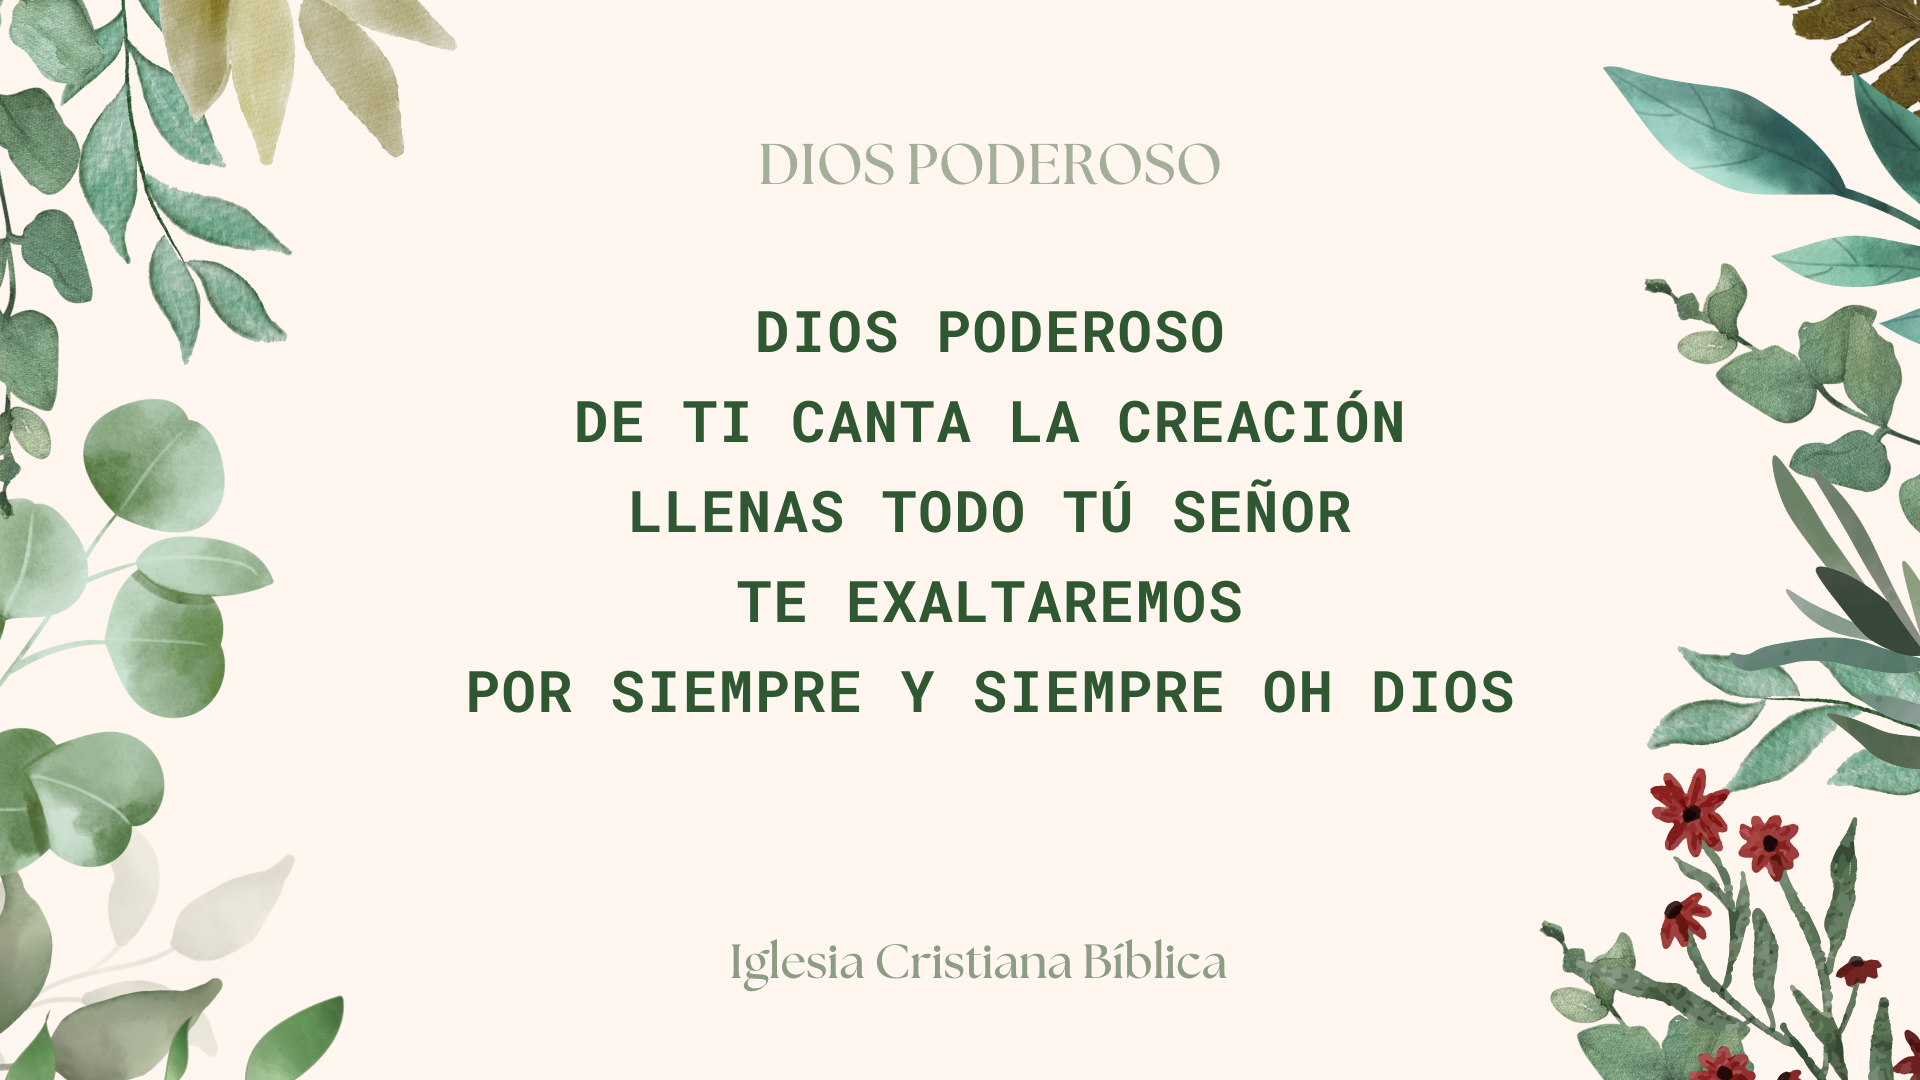 DIOS PODEROSO
DIOS PODEROSO
DE TI CANTA LA CREACIÓN
LLENAS TODO TÚ SEÑOR
TE EXALTAREMOS
POR SIEMPRE Y SIEMPRE OH DIOS
Iglesia Cristiana Bíblica